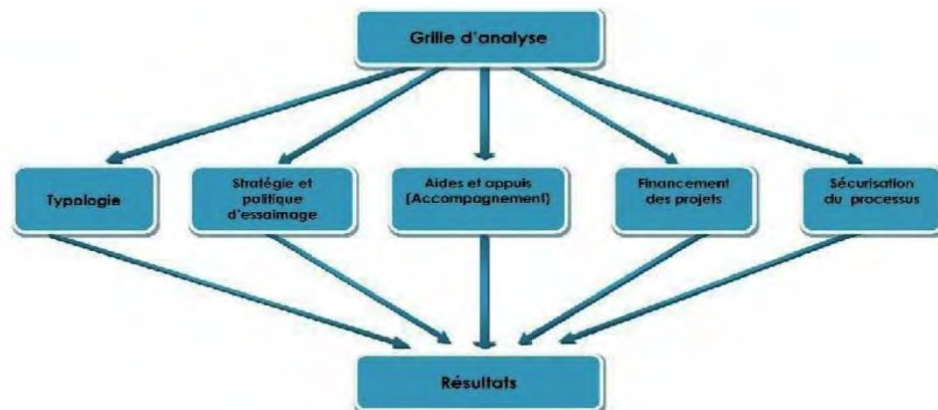 Grille d'analyse
Typologie
Stratégie et
politique
d'essaimage
Aides et appuis
(Accompagnement)
Financement
des projets
Sécurisation
du processus
Résultats